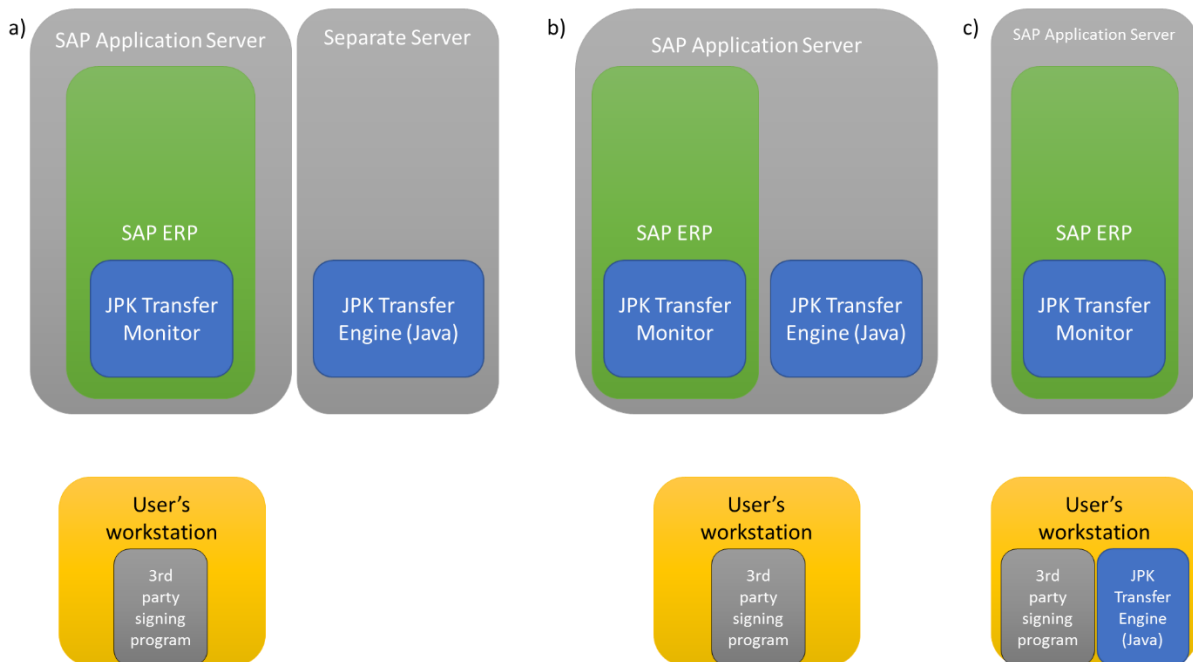 a)
SAP Application Server
Separate Server
SAP ERP
JPK Transfer
Monitor
JPK Transfer
Engine (Java)
User's
workstation
3rd
party
signing
program
b)
SAP Application Server
SAP ERP
JPK Transfer
Monitor
JPK Transfer
Engine (Java)
User's
workstation
3rd
party
signing
program
c)
SAP Application Server
SAP ERP
JPK Transfer
Monitor
User's
workstation
3rd
party
signing
program
JPK
Transfer
Engine
(Java)